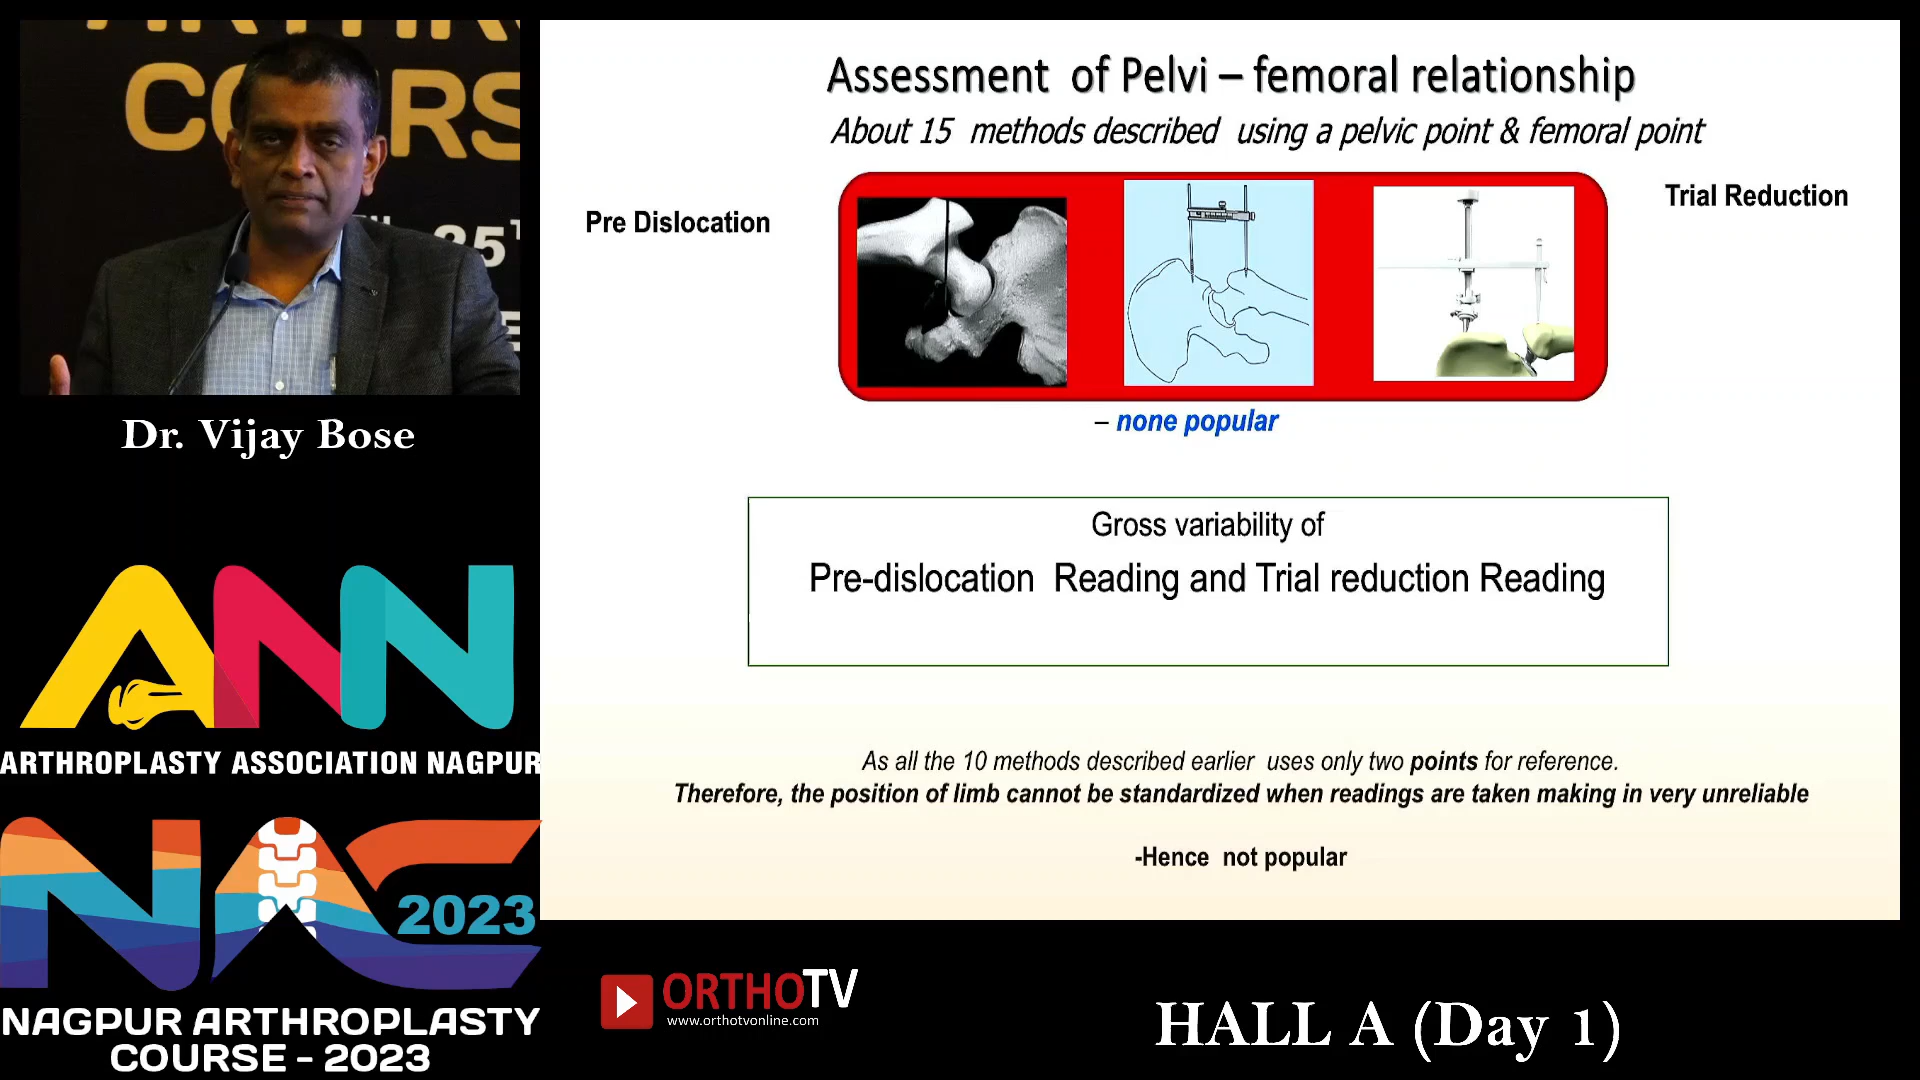 COURS
25T
Dr. Vijay Bose
ANN
ARTHROPLASTY ASSOCIATION NAGPUR
NAC
2023
NAGPUR ARTHROPLASTY
COURSE - 2023
Assessment of Pelvi – femoral relationship
About 15 methods described using a pelvic point & femoral point
Pre Dislocation
Trial Reduction
– none popular
Gross variability of
Pre-dislocation Reading and Trial reduction Reading
As all the 10 methods described earlier uses only two points for reference.
Therefore, the position of limb cannot be standardized when readings are taken making in very unreliable
-Hence not popular
ORTHOTV
www.orthotvonline.com
HALL A (Day 1)